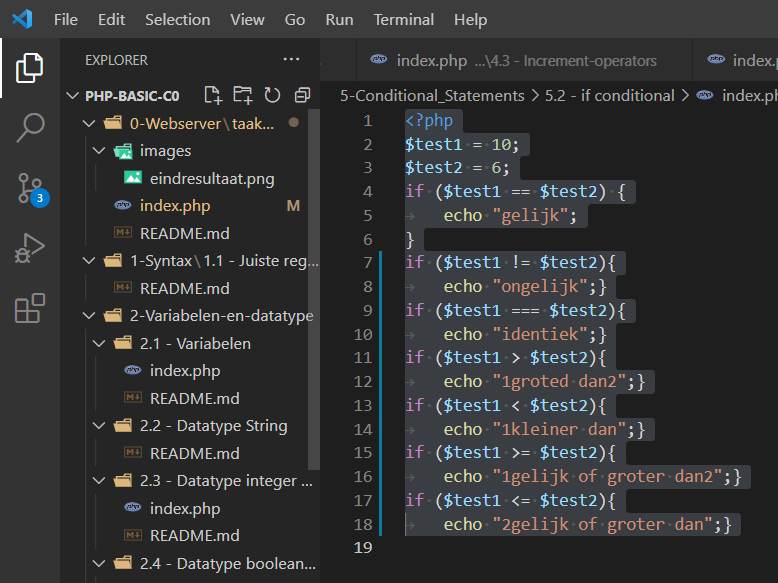 File Edit Selection View Go Run Terminal Help
EXPLORER
PHP-BASIC-C0
0-Webserver\taak...
images
eindresultaat.png
index.php M
README.md
1-Syntax\1.1 - Juiste reg...
README.md
2-Variabelen-en-datatype
2.1 - Variabelen
index.php
README.md
2.2 - Datatype String
README.md
2.3 - Datatype integer ...
index.php
README.md
2.4 - Datatype boolean...
3
index.php ...\4.3 - Increment-operators
index.p
5-Conditional_Statements > 5.2 - if conditional > index.ph
1 <?php
2 $test1 = 10;
3 $test2 = 6;
4 if ($test1 == $test2) {
5 echo "gelijk";
6 }
7 if ($test1 != $test2){
8 echo "ongelijk";}
9 if ($test1 === $test2){
10 echo "identiek";}
11 if ($test1 > $test2){
12 echo "1groted dan2";}
13 if ($test1 < $test2){
14 echo "1kleiner dan";}
15 if ($test1 >= $test2){
16 echo "1gelijk of groter dan2";}
17 if ($test1 <= $test2){
18 echo "2gelijk of groter dan";}
19